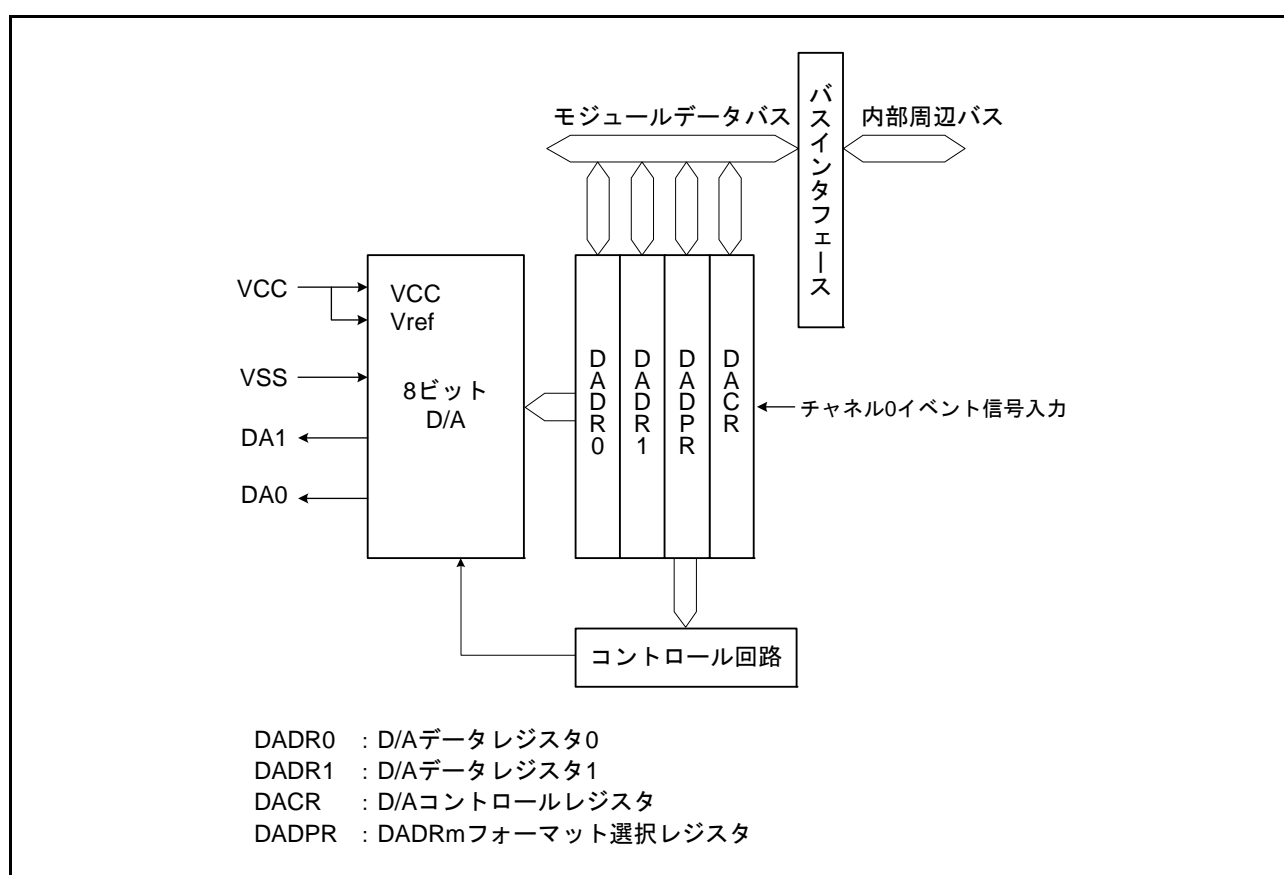 モジュールデータバス
バスインタフェース
内部周辺バス
VCC
VCC
Vref
VSS
8ビット
D/A
DA1
DA0
DADR0
DADR1
DADPR
DACR
チャネル0イベント信号入力
コントロール回路
DADR0 : D/Aデータレジスタ0
DADR1 : D/Aデータレジスタ1
DACR : D/Aコントロールレジスタ
DADPR : DADRmフォーマット選択レジスタ